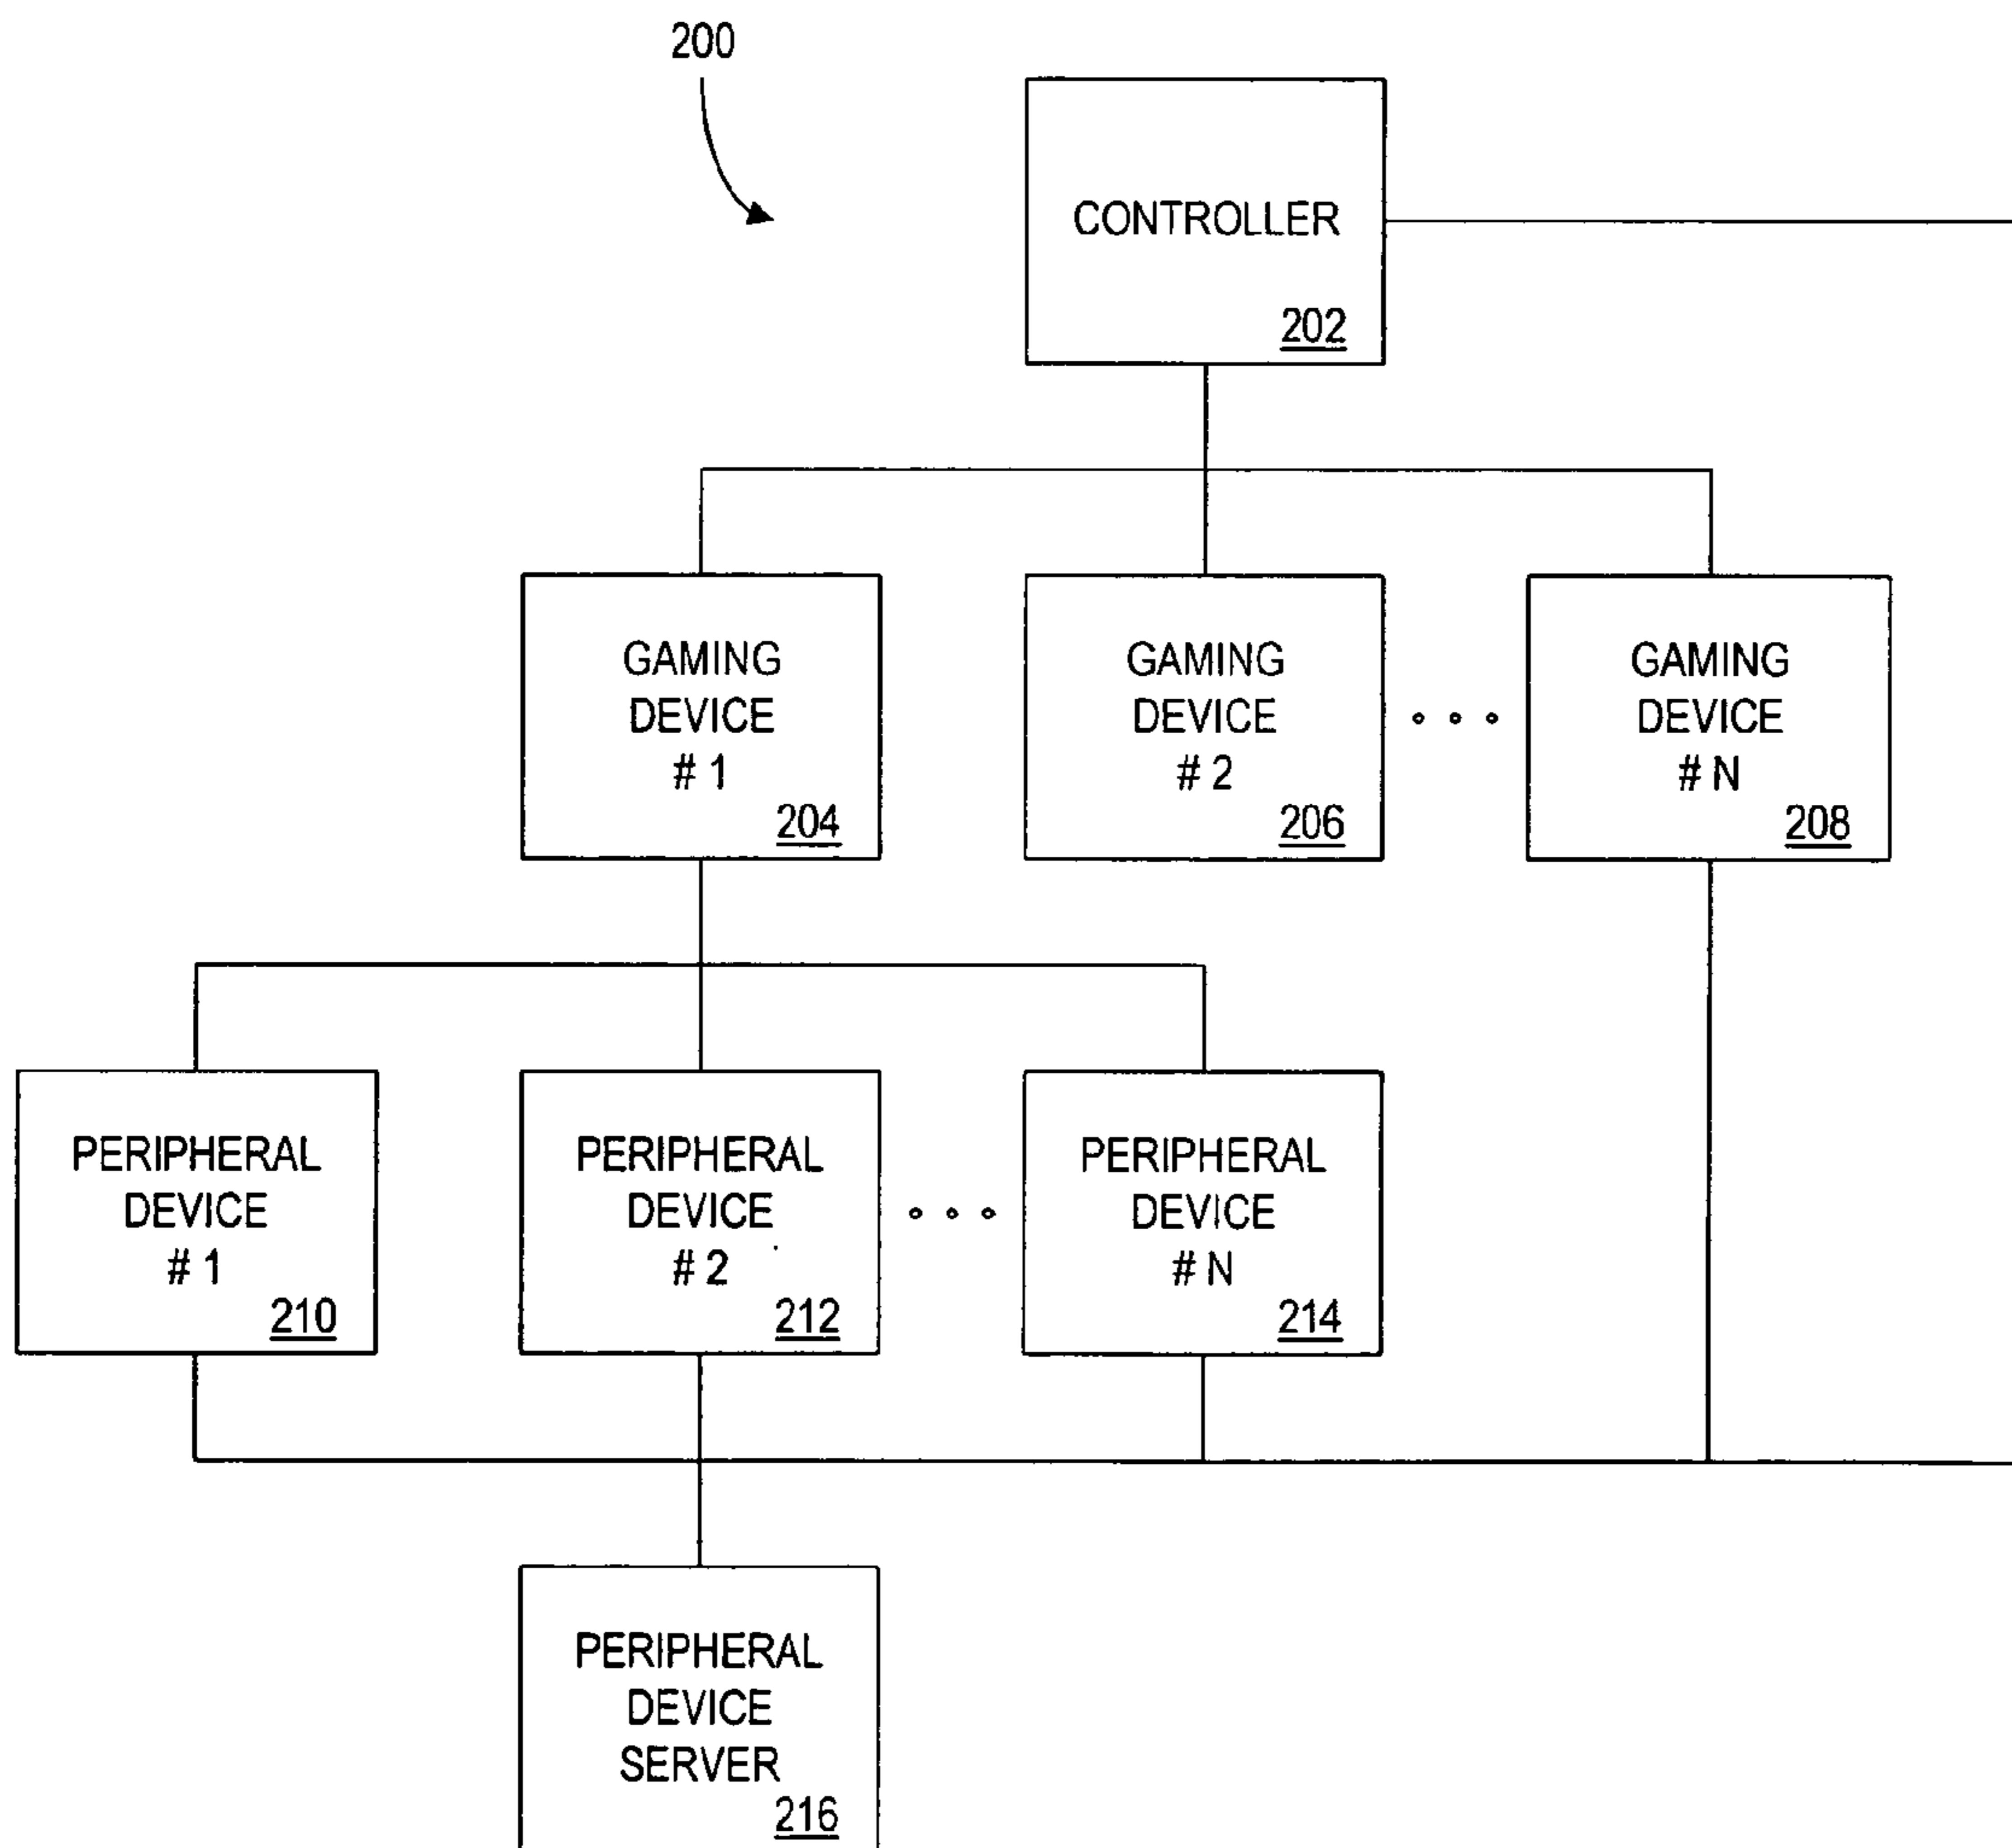 200
CONTROLLER
202
GAMING
DEVICE
# 1
204
GAMING
DEVICE
# 2
206
GAMING
DEVICE
# N
208
PERIPHERAL
DEVICE
# 1
210
PERIPHERAL
DEVICE
# 2
212
PERIPHERAL
DEVICE
# N
214
PERIPHERAL
DEVICE
SERVER
216